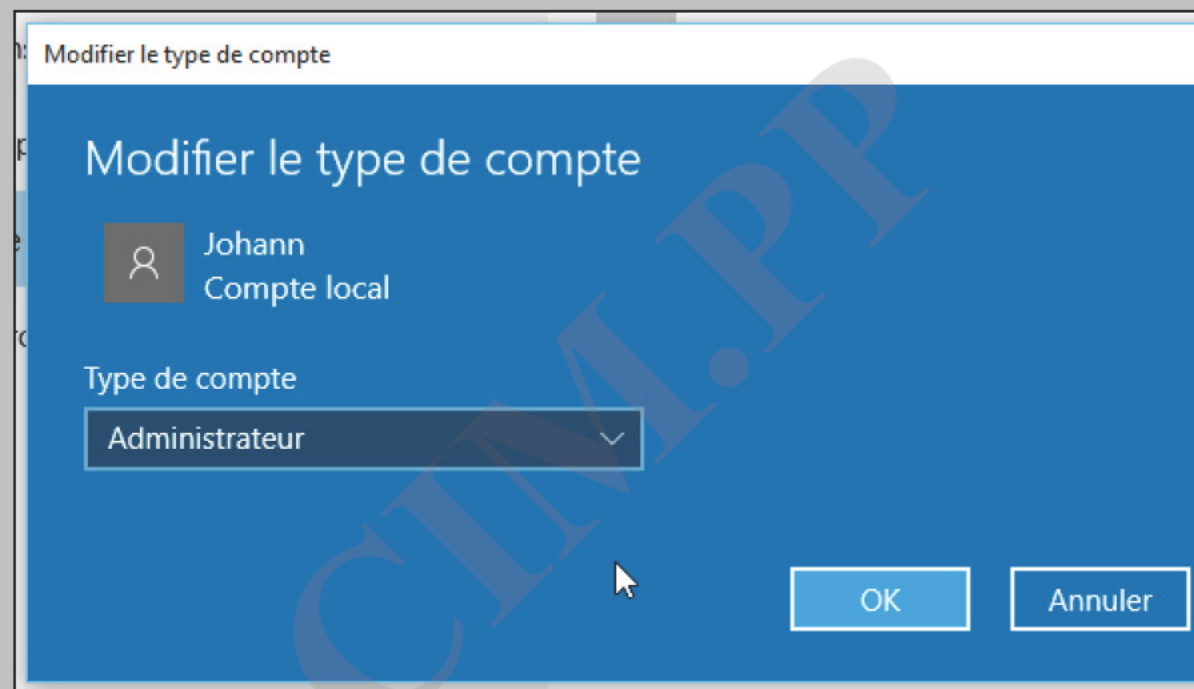 Modifier le type de compte
Modifier le type de compte
Johann
Compte local
Type de compte
Administrateur
OK
Annuler
CIM.PP